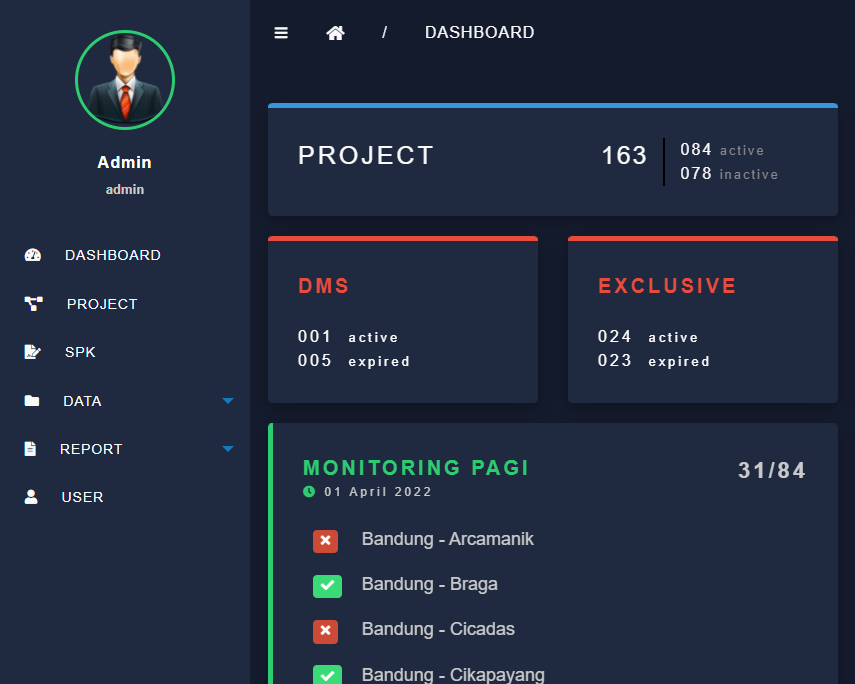 / DASHBOARD
Admin
admin
DASHBOARD
PROJECT
SPK
DATA
REPORT
USER
PROJECT
163
084 active
078 inactive
DMS
001 active
005 expired
EXCLUSIVE
024 active
023 expired
MONITORING PAGI
31/84
01 April 2022
Bandung - Arcamanik
Bandung - Braga
Bandung - Cicadas
Bandung - Cikapayang